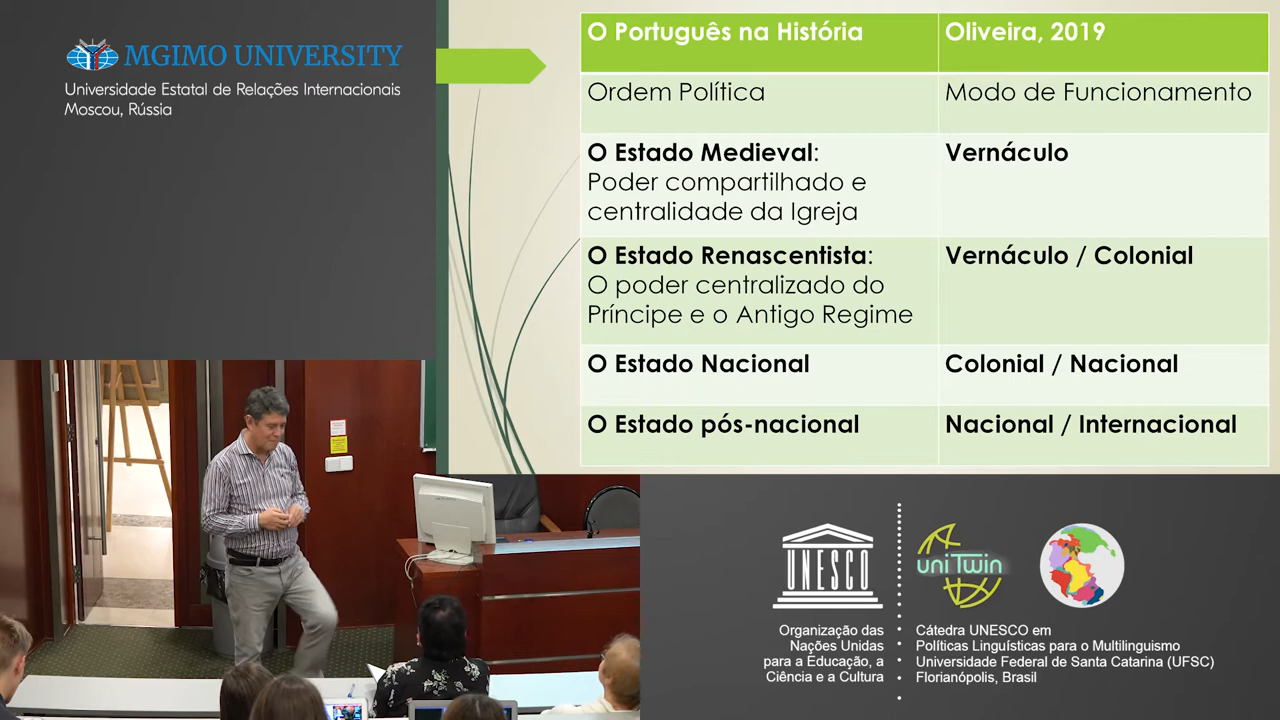 MGIMO UNIVERSITY
Universidade Estatal de Relações Internacionais
Moscou, Rússia
O Português na História
Oliveira, 2019
Ordem Política
Modo de Funcionamento
O Estado Medieval:
Poder compartilhado e
centralidade da Igreja
Vernáculo
O Estado Renascentista:
O poder centralizado do
Príncipe e o Antigo Regime
Vernáculo / Colonial
O Estado Nacional
Colonial / Nacional
O Estado pós-nacional
Nacional / Internacional
UNESCO
Organização das
Nações Unidas
para a Educação, a
Ciência e a Cultura
uniTwin
Cátedra UNESCO em
Políticas Linguísticas para o Multilinguismo
Universidade Federal de Santa Catarina (UFSC)
Florianópolis, Brasil